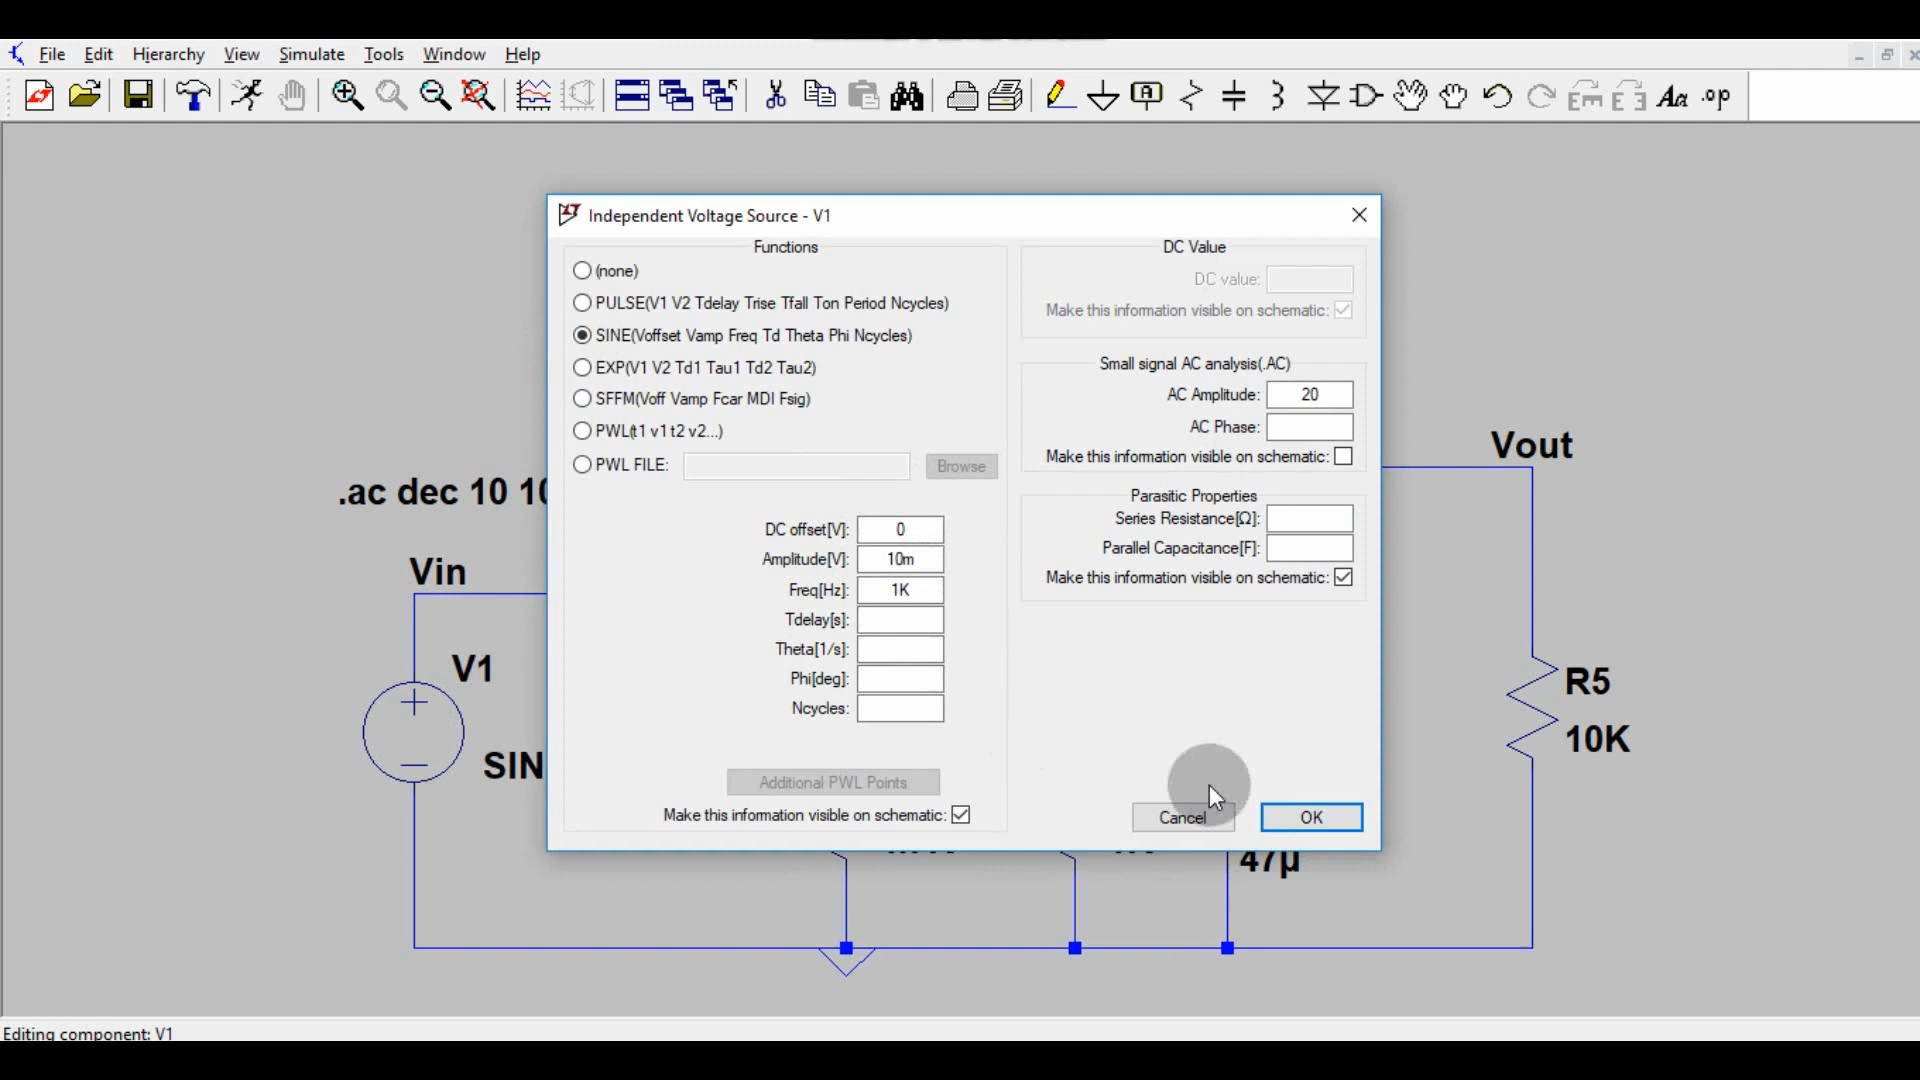 File Edit Hierarchy View Simulate Tools Window Help
A
Aa .op
Independent Voltage Source - V1
Functions
(none)
PULSE(V1 V2 Tdelay Trise Tfall Ton Period Ncycles)
SINE(Voffset Vamp Freq Td Theta Phi Ncycles)
EXP(V1 V2 Td1 Tau1 Td2 Tau2)
SFFM(Voff Vamp Fcar MDI Fsig)
PWL(t1 v1 t2 v2...)
PWL FILE: Browse
DC offset[V]: 0
Amplitude[V]: 10m
Freq[Hz]: 1K
Tdelay[s]:
Theta[1/s]:
Phi[deg]:
Ncycles:
Additional PWL Points
Make this information visible on schematic:
DC Value
DC value:
Make this information visible on schematic:
Small signal AC analysis(.AC)
AC Amplitude: 20
AC Phase:
Make this information visible on schematic:
Parasitic Properties
Series Resistance[Ω]:
Parallel Capacitance[F]:
Make this information visible on schematic:
Cancel OK
.ac dec 10 10
Vin
V1
SIN
Vout
R5
10K
47µ
Editing component: V1